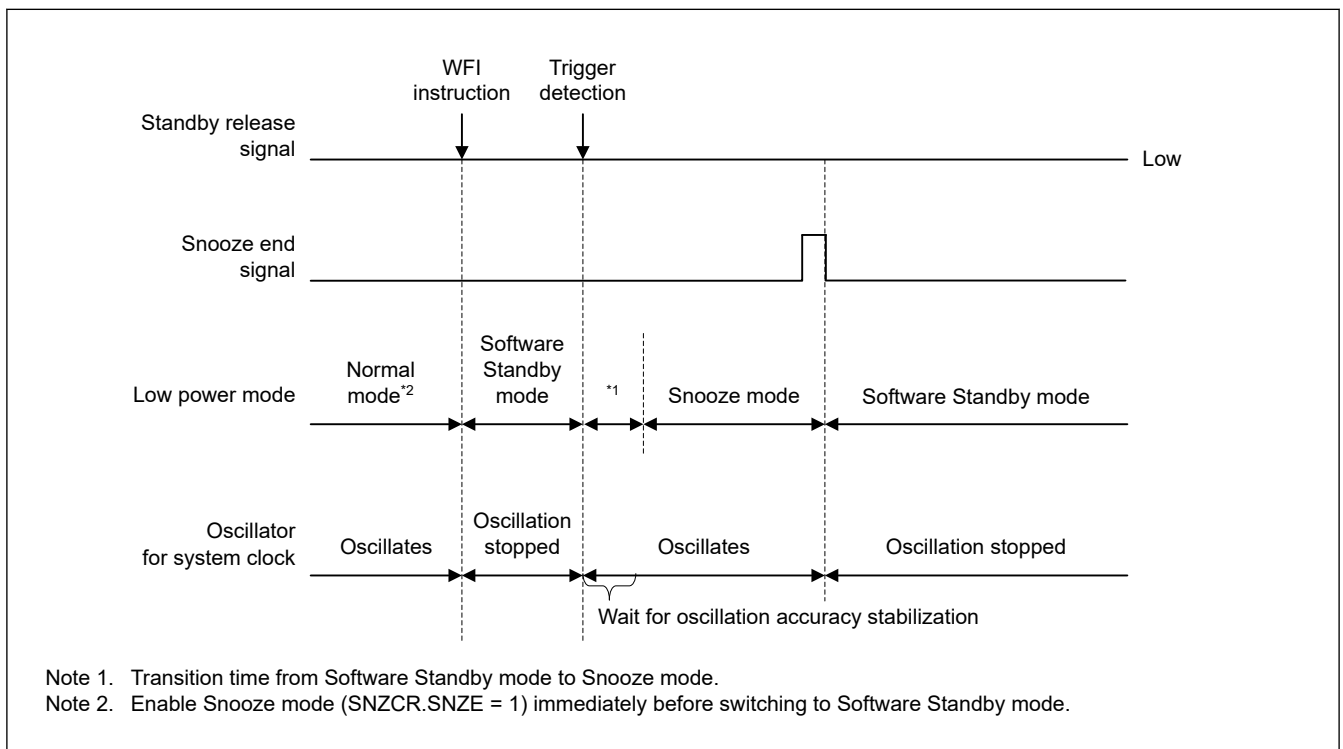 WFI
instruction
Trigger
detection
Standby release
signal
Low
Snooze end
signal
Low power mode
Normal
mode*2
Software
Standby
mode
*1
Snooze mode
Software Standby mode
Oscillator
for system clock
Oscillates
Oscillation
stopped
Oscillates
Oscillation stopped
Wait for oscillation accuracy stabilization
Note 1. Transition time from Software Standby mode to Snooze mode.
Note 2. Enable Snooze mode (SNZCR.SNZE = 1) immediately before switching to Software Standby mode.